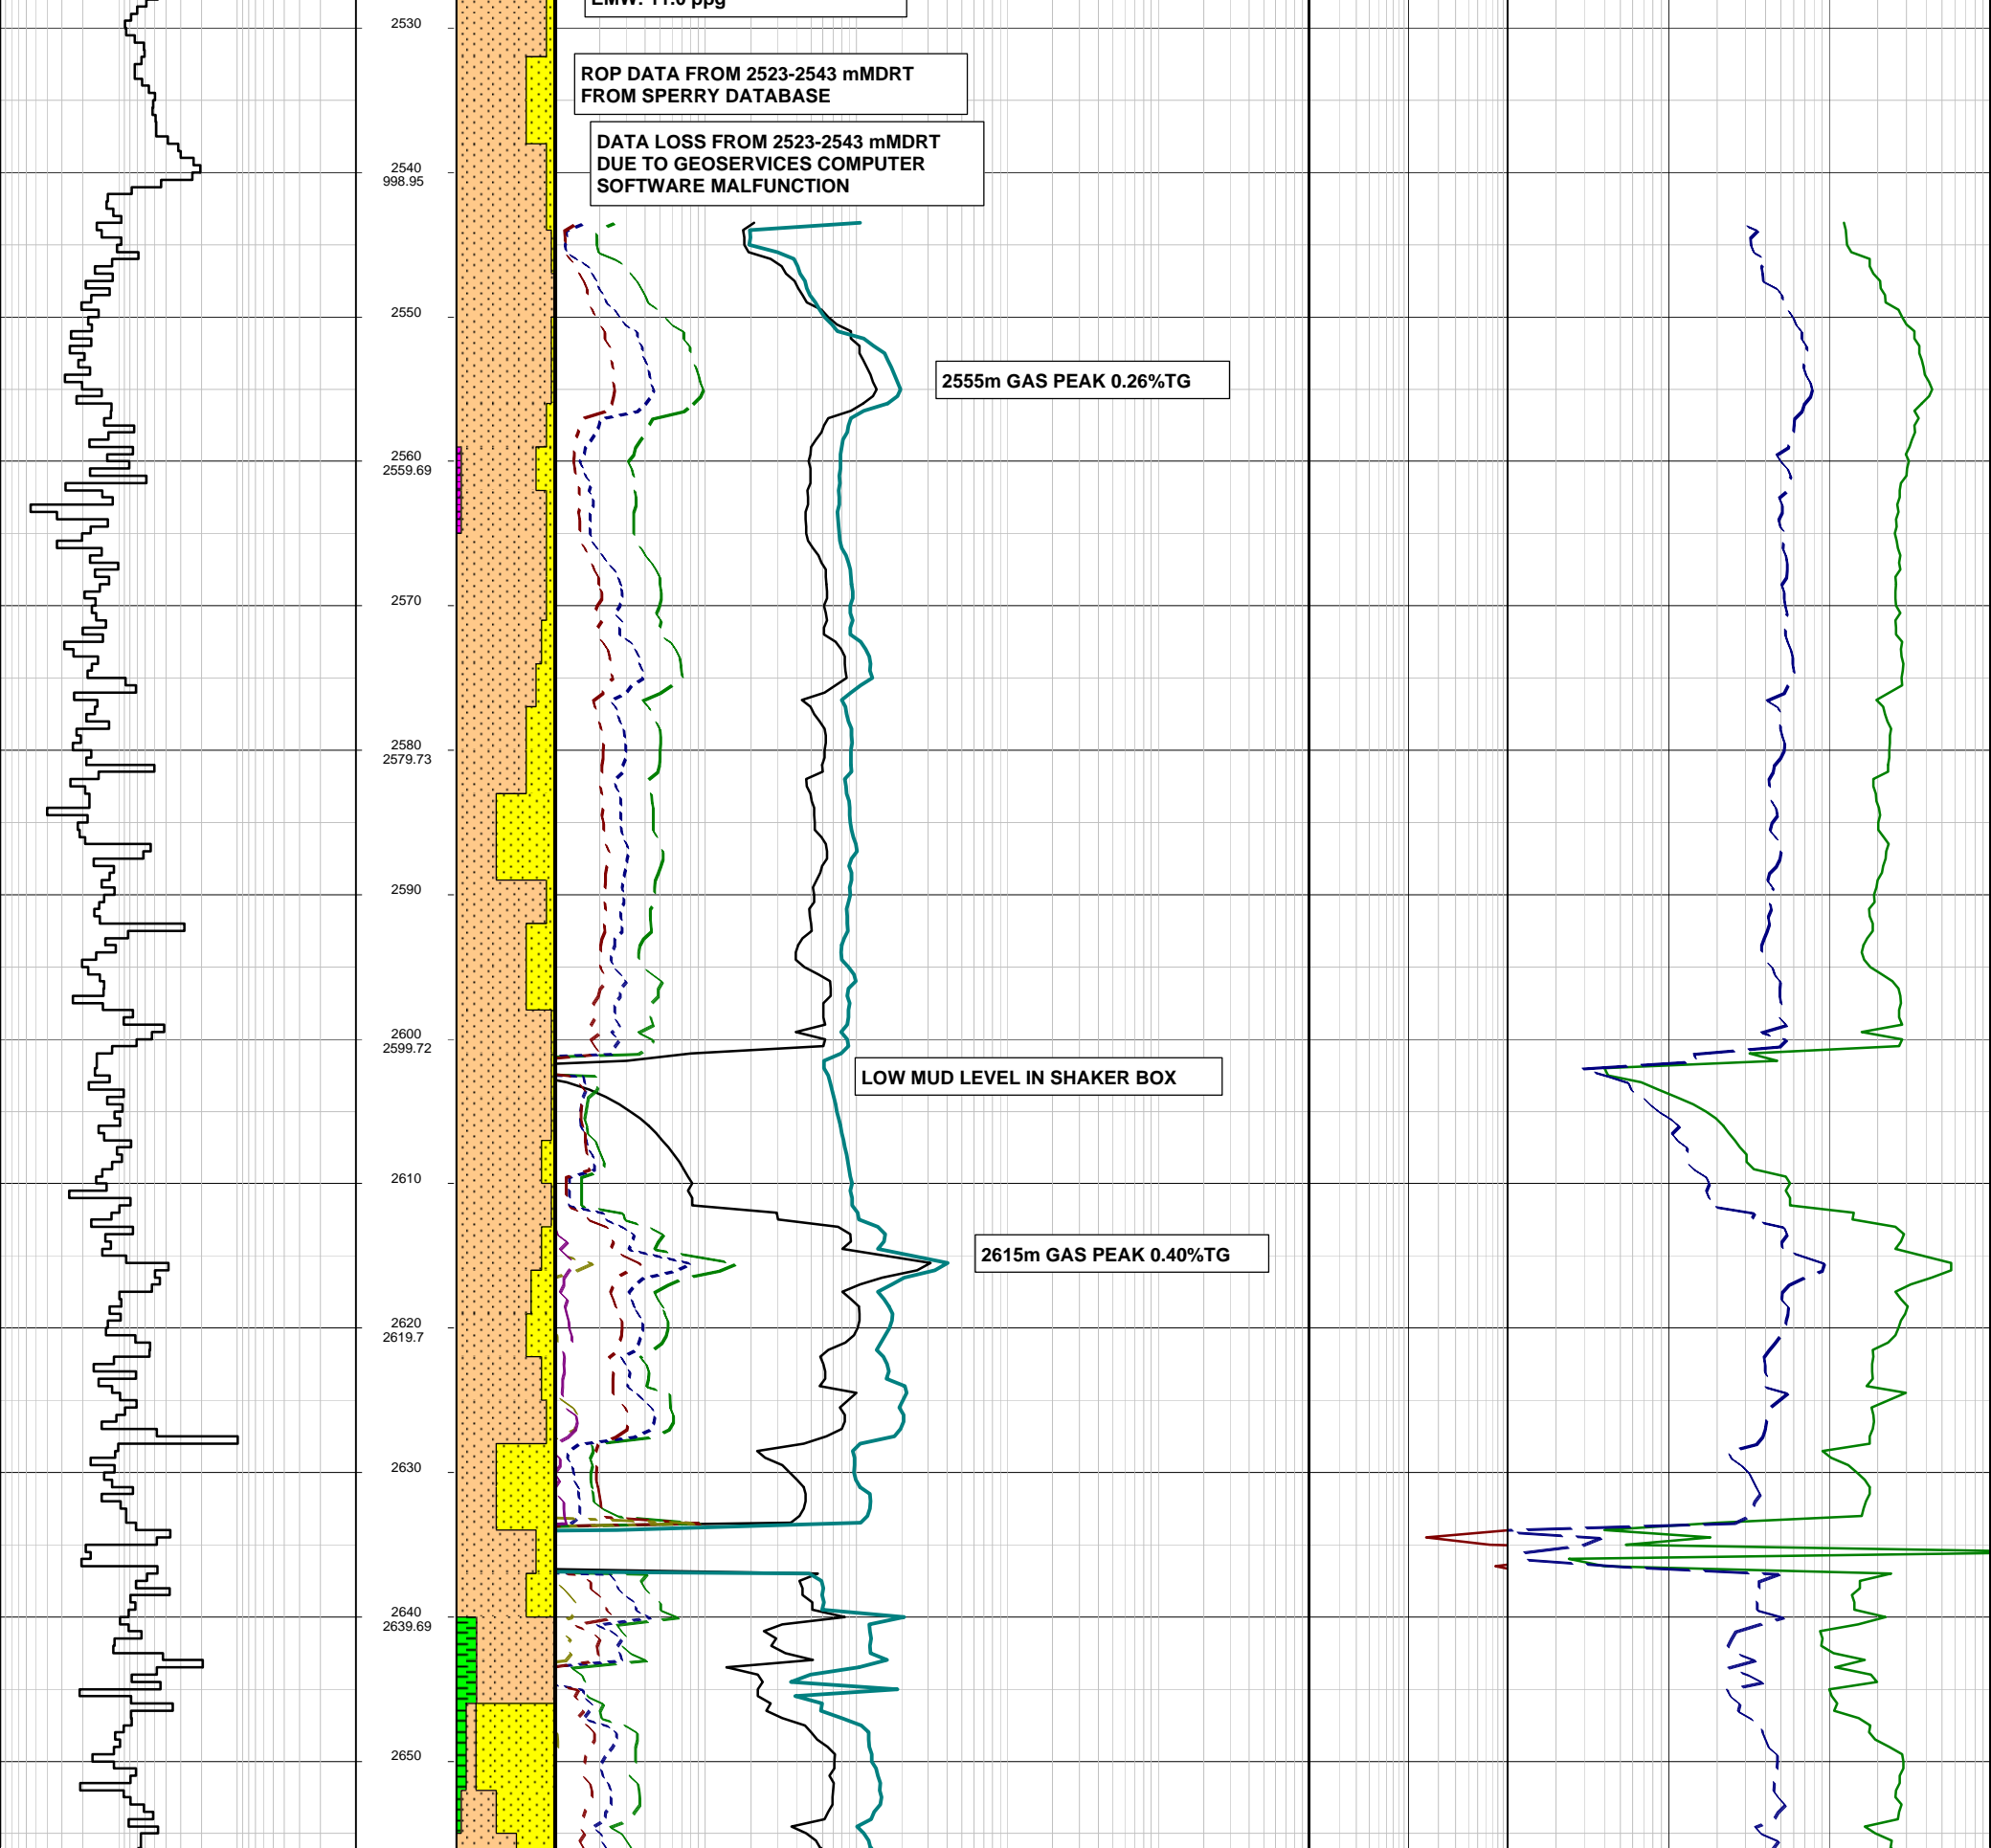 2530
EMW: 11.0 ppg
ROP DATA FROM 2523-2543 mMDRT
FROM SPERRY DATABASE
DATA LOSS FROM 2523-2543 mMDRT
DUE TO GEOSERVICES COMPUTER
SOFTWARE MALFUNCTION
2540
998.95
2550
2555m GAS PEAK 0.26%TG
2560
2559.69
2570
2580
2579.73
2590
2600
2599.72
LOW MUD LEVEL IN SHAKER BOX
2610
2615m GAS PEAK 0.40%TG
2620
2619.7
2630
2640
2639.69
2650